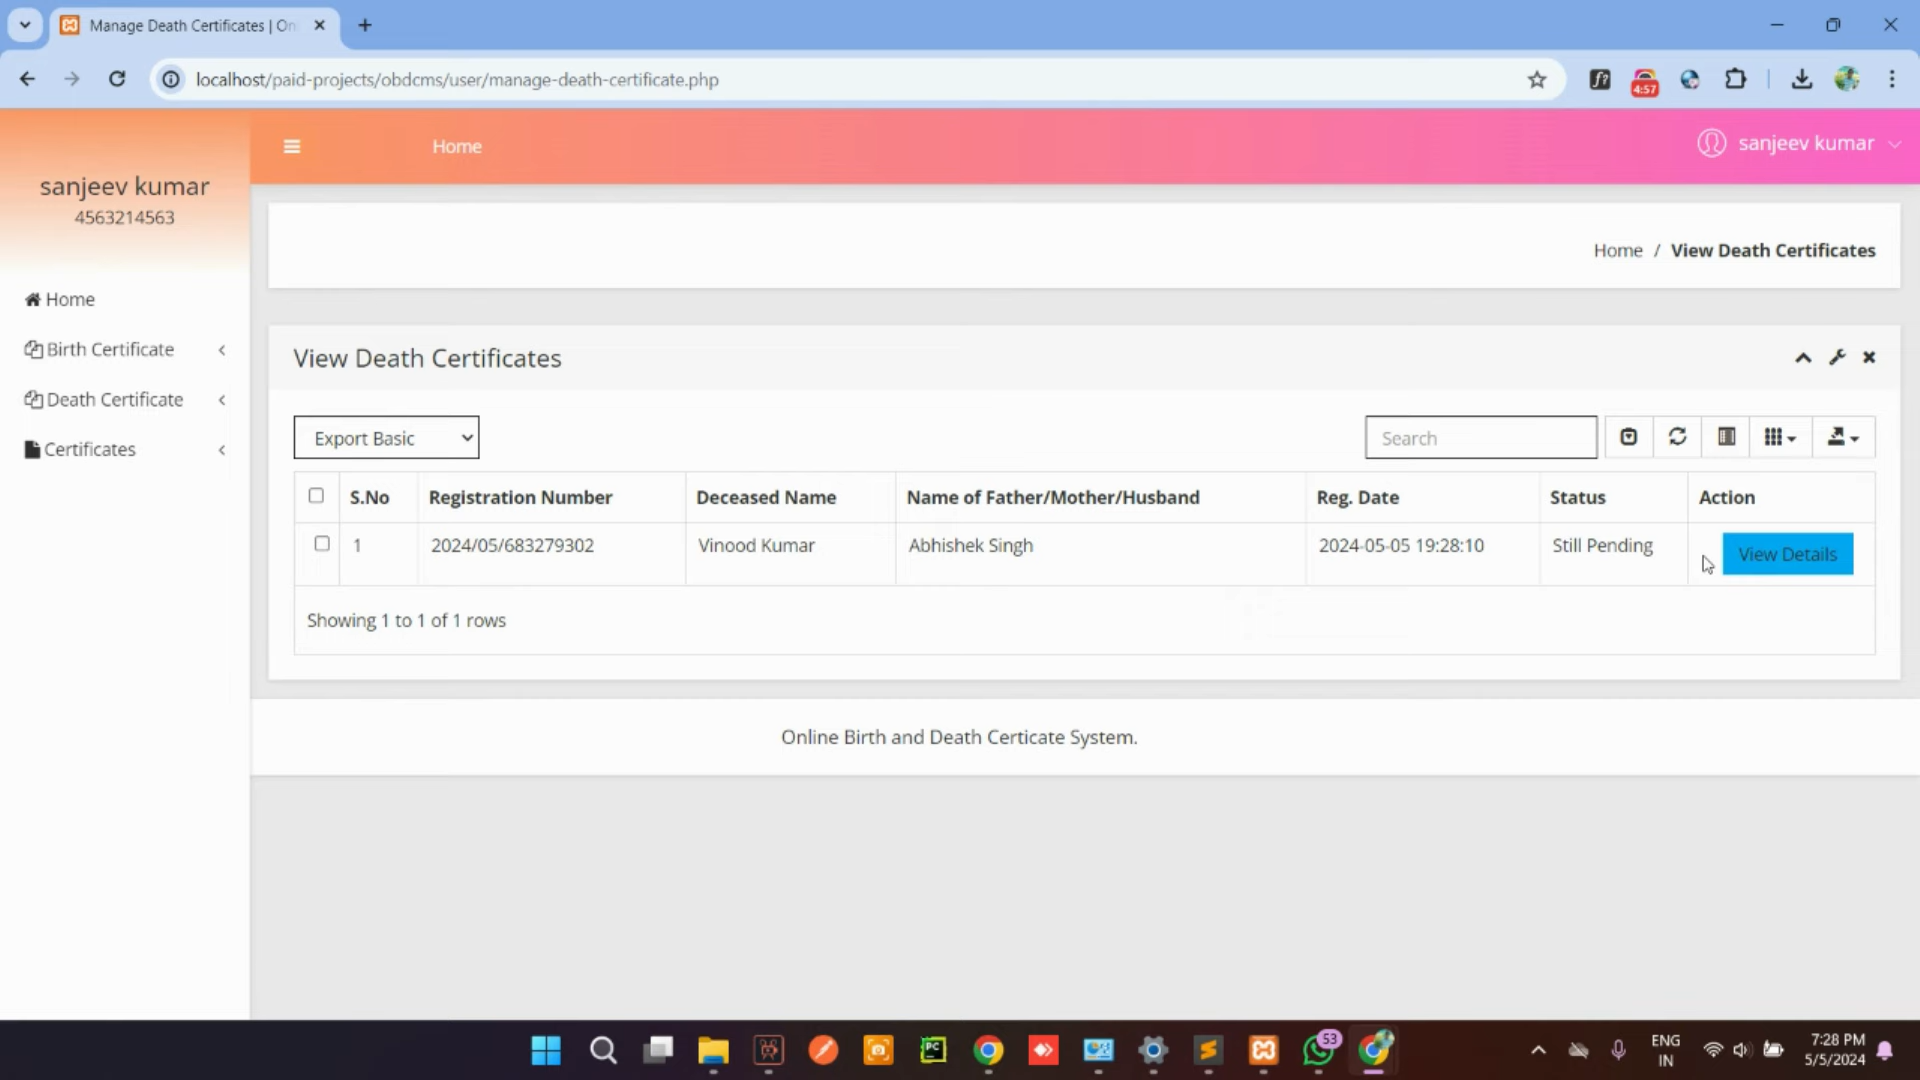 Manage Death Certificates | On
localhost/paid-projects/obdcms/user/manage-death-certificate.php
4:57
sanjeev kumar
4563214563
Home
Birth Certificate
Death Certificate
Certificates
Home
sanjeev kumar
Home / View Death Certificates
View Death Certificates
Export Basic
Search
S.No Registration Number Deceased Name Name of Father/Mother/Husband Reg. Date Status Action
1 2024/05/683279302 Vinood Kumar Abhishek Singh 2024-05-05 19:28:10 Still Pending View Details
Showing 1 to 1 of 1 rows
Online Birth and Death Certicate System.
PC
53
ENG
IN
7:28 PM
5/5/2024